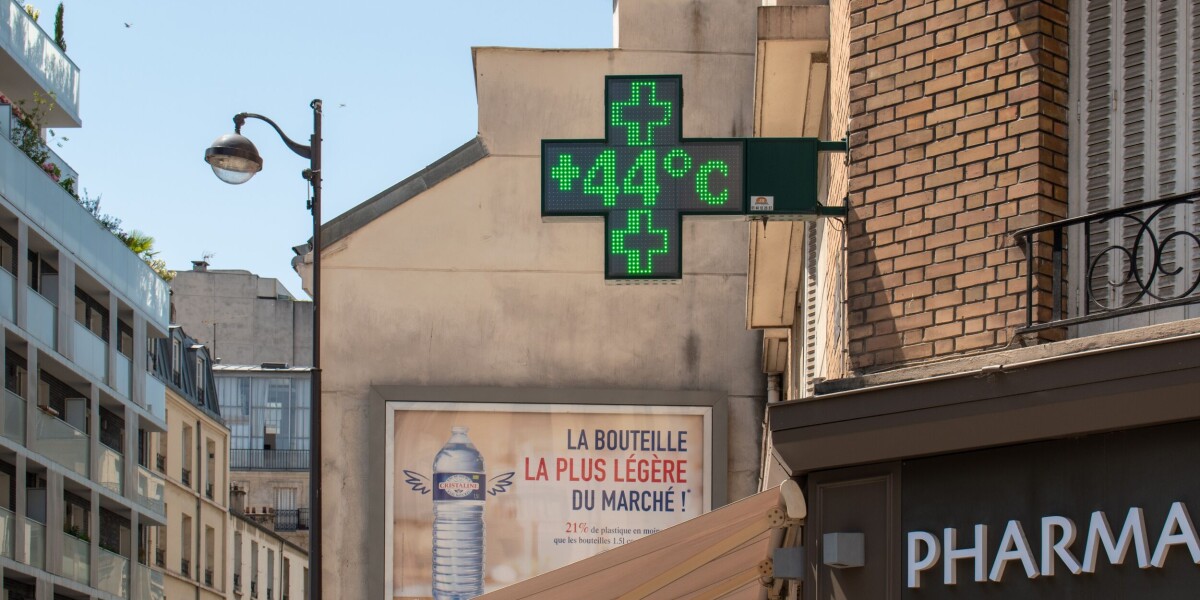 +44°C
LA BOUTEILLE
LA PLUS LÉGÈRE
DU MARCHÉ !*
CRISTALINE
21% de plastique en
que les bouteilles 1.5l
PHARMA